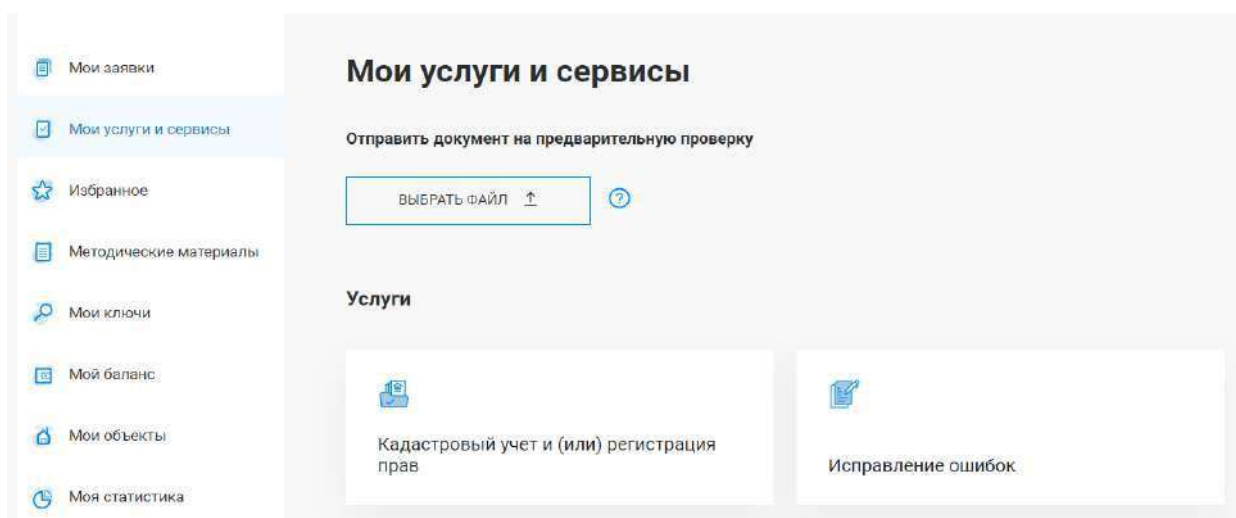 Мои заявки
Мои услуги и сервисы
Избранное
Методические материалы
Мои ключи
Мой баланс
Мои объекты
Моя статистика
Мои услуги и сервисы
Отправить документ на предварительную проверку
ВЫБРАТЬ ФАЙЛ
Услуги
Кадастровый учет и (или) регистрация
прав
Исправление ошибок